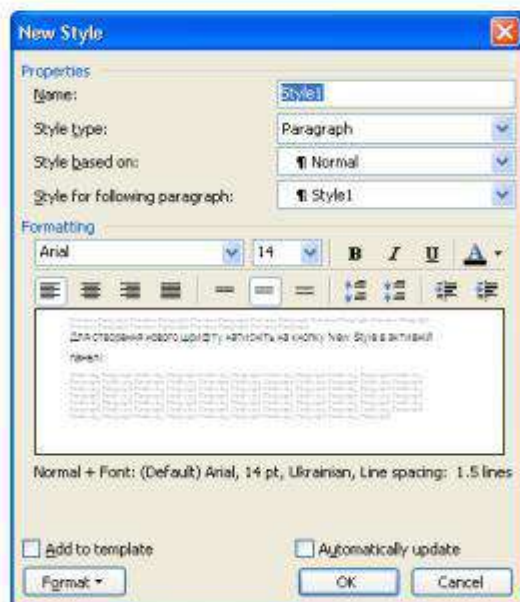 New Style
Properties
Name: Style1
Style type: Paragraph
Style based on: ¶ Normal
Style for following paragraph: ¶ Style1
Formatting
Arial 14 B I U A
Для створення нового шрифту натисніть на кнопку New Style в активній
панелі
Normal + Font: (Default) Arial, 14 pt, Ukrainian, Line spacing: 1.5 lines
Add to template Automatically update
Format OK Cancel